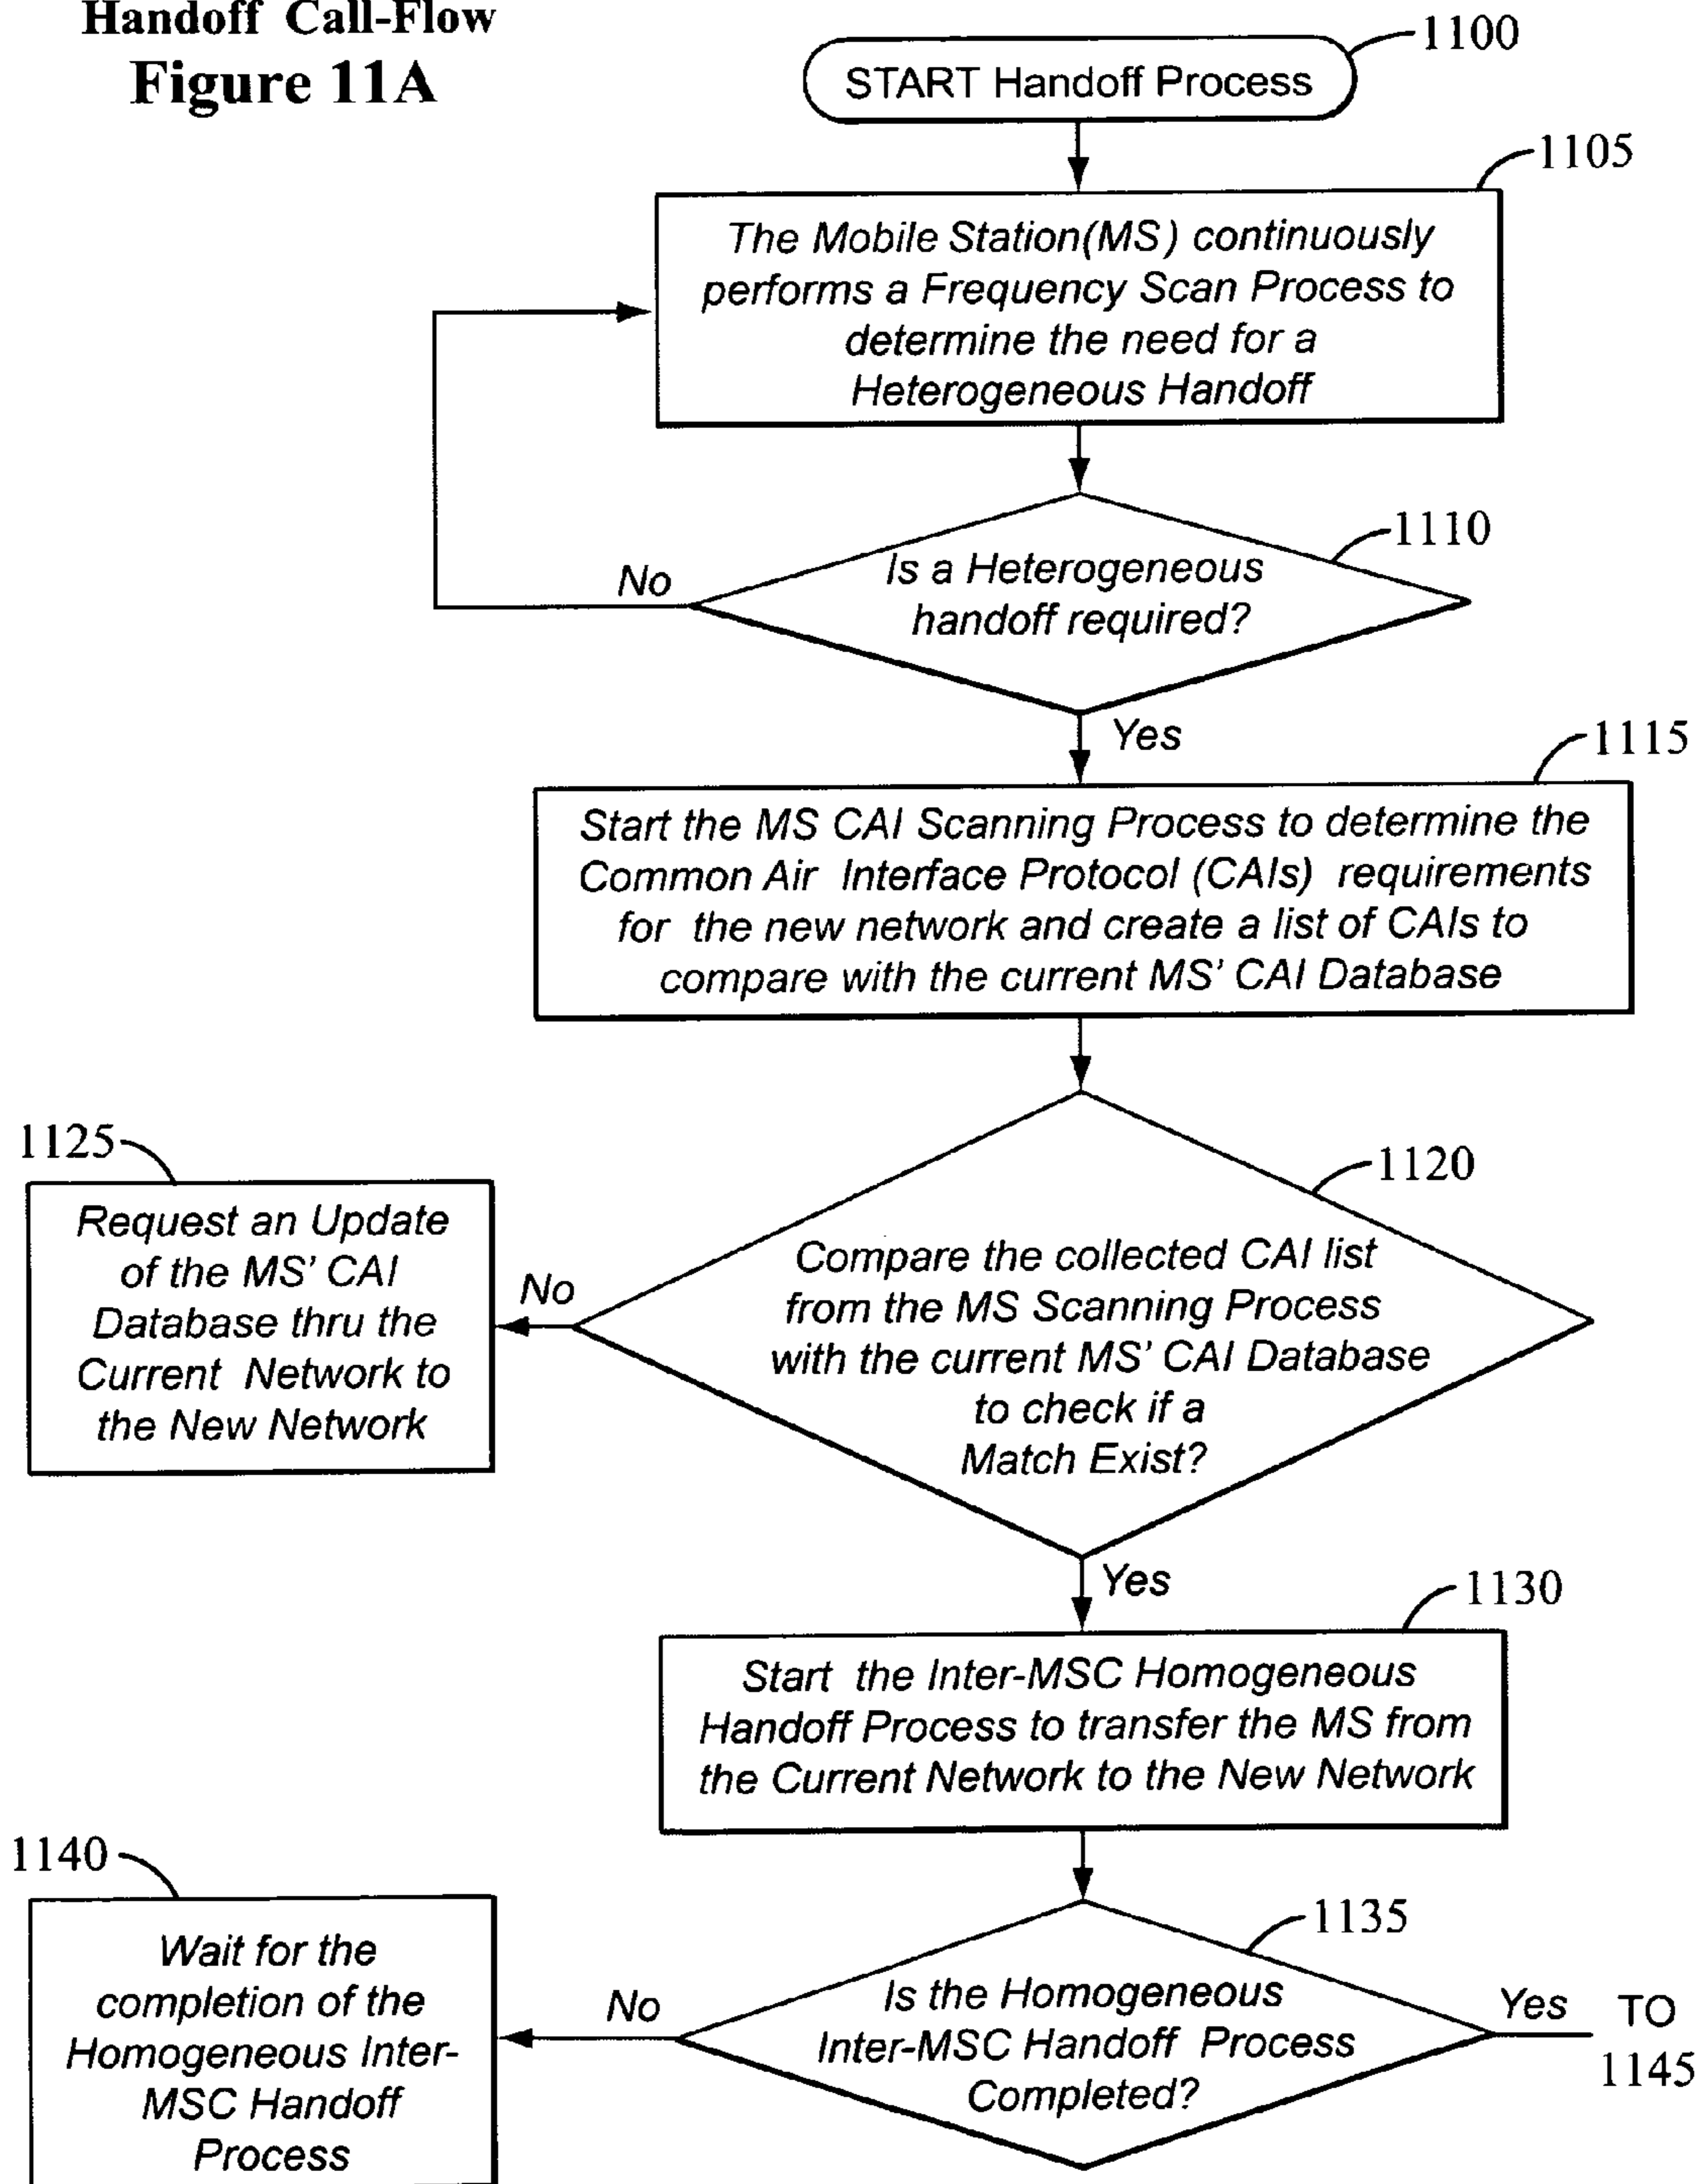 Handoff Call-Flow
Figure 11A
1100
START Handoff Process
1105
The Mobile Station(MS) continuously
performs a Frequency Scan Process to
determine the need for a
Heterogeneous Handoff
1110
Is a Heterogeneous
handoff required?
No
Yes
1115
Start the MS CAI Scanning Process to determine the
Common Air Interface Protocol (CAIs) requirements
for the new network and create a list of CAIs to
compare with the current MS' CAI Database
1120
Compare the collected CAI list
from the MS Scanning Process
with the current MS' CAI Database
to check if a
Match Exist?
No
1125
Request an Update
of the MS' CAI
Database thru the
Current Network to
the New Network
Yes
1130
Start the Inter-MSC Homogeneous
Handoff Process to transfer the MS from
the Current Network to the New Network
1135
Is the Homogeneous
Inter-MSC Handoff Process
Completed?
No
1140
Wait for the
completion of the
Homogeneous Inter-
MSC Handoff
Process
Yes TO
1145